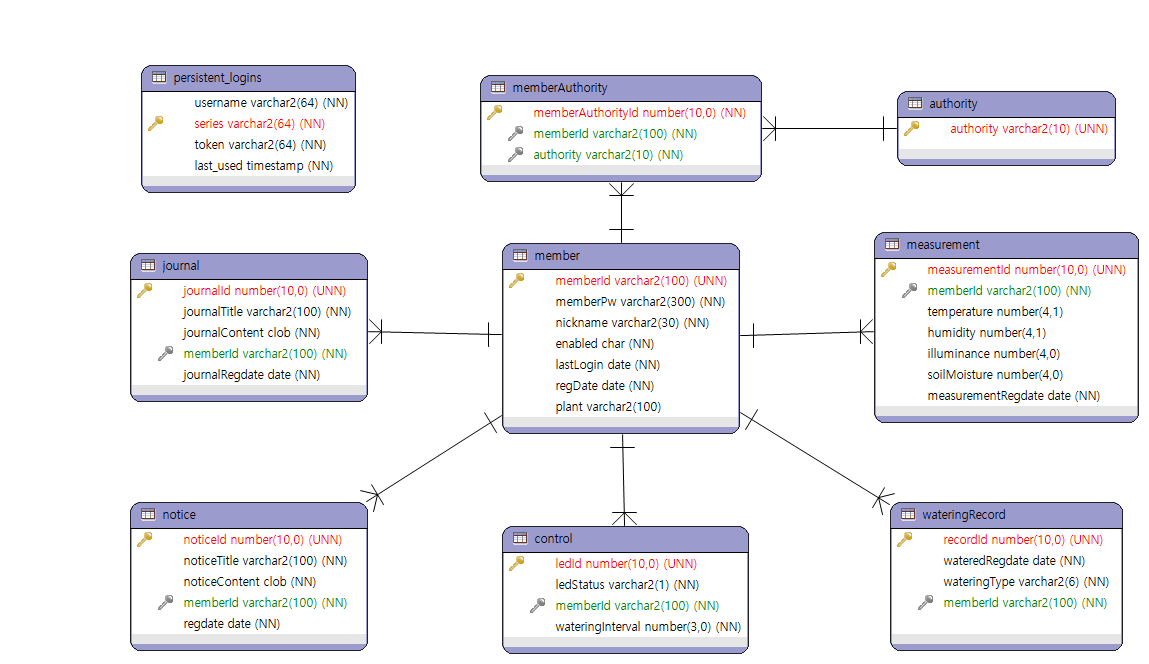 persistent_logins
username varchar2(64) (NN)
series varchar2(64) (NN)
token varchar2(64) (NN)
last_used timestamp (NN)
memberAuthority
memberAuthorityId number(10,0) (NN)
memberId varchar2(100) (NN)
authority varchar2(10) (NN)
authority
authority varchar2(10) (UNN)
journal
journalId number(10,0) (UNN)
journalTitle varchar2(100) (NN)
journalContent clob (NN)
memberId varchar2(100) (NN)
journalRegdate date (NN)
member
memberId varchar2(100) (UNN)
memberPw varchar2(300) (NN)
nickname varchar2(30) (NN)
enabled char (NN)
lastLogin date (NN)
regDate date (NN)
plant varchar2(100)
measurement
measurementId number(10,0) (UNN)
memberId varchar2(100) (NN)
temperature number(4,1)
humidity number(4,1)
illuminance number(4,0)
soilMoisture number(4,0)
measurementRegdate date (NN)
notice
noticeId number(10,0) (UNN)
noticeTitle varchar2(100) (NN)
noticeContent clob (NN)
memberId varchar2(100) (NN)
regdate date (NN)
control
ledId number(10,0) (UNN)
ledStatus varchar2(1) (NN)
memberId varchar2(100) (NN)
wateringInterval number(3,0) (NN)
wateringRecord
recordId number(10,0) (UNN)
wateredRegdate date (NN)
wateringType varchar2(6) (NN)
memberId varchar2(100) (NN)